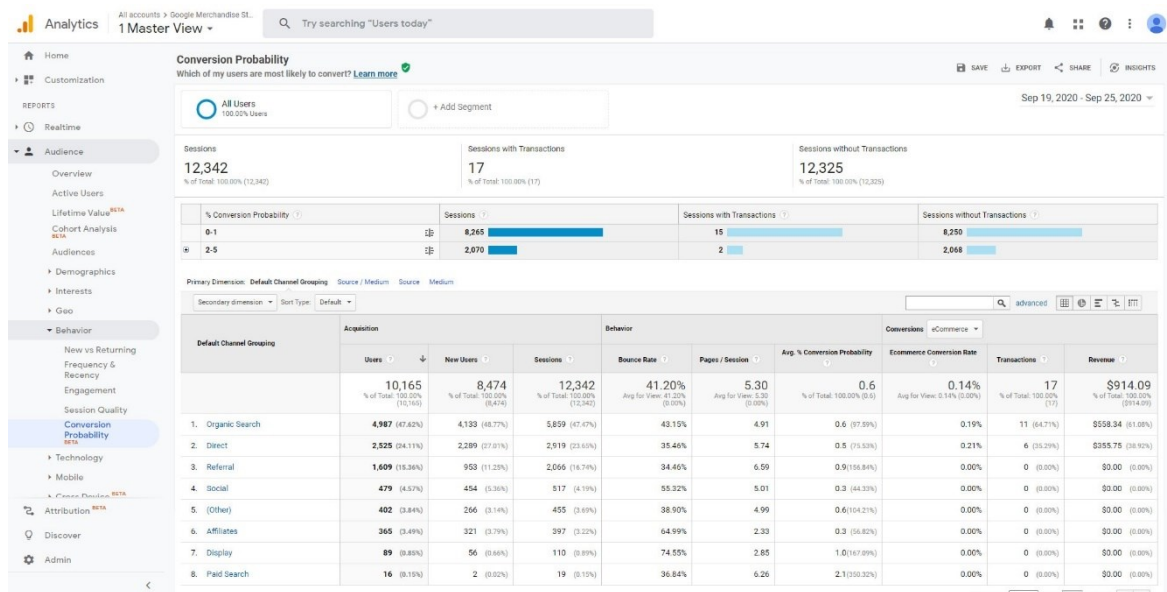 Analytics
All accounts > Google Merchandise St...
1 Master View
Try searching "Users today"
Home
Customization
REPORTS
Realtime
Audience
Overview
Active Users
Lifetime Value BETA
Cohort Analysis
BETA
Audiences
Demographics
Interests
Geo
Behavior
New vs Returning
Frequency &
Recency
Engagement
Session Quality
Conversion
Probability
BETA
Technology
Mobile
Cross Device BETA
Attribution BETA
Discover
Admin
Conversion Probability
Which of my users are most likely to convert? Learn more
SAVE EXPORT SHARE INSIGHTS
All Users
100.00% Users
+ Add Segment
Sep 19, 2020 - Sep 25, 2020
Sessions
12,342
% of Total: 100.00% (12,342)
Sessions with Transactions
17
% of Total: 100.00% (17)
Sessions without Transactions
12,325
% of Total: 100.00% (12,325)
% Conversion Probability Sessions Sessions with Transactions Sessions without Transactions
0-1 8,265 15 8,250
2-5 2,070 2 2,068
Primary Dimension: Default Channel Grouping Source / Medium Source Medium
Secondary dimension Sort Type: Default advanced
Default Channel Grouping
Acquisition Behavior Conversions eCommerce
Users New Users Sessions Bounce Rate Pages / Session Avg. % Conversion Probability Ecommerce Conversion Rate Transactions Revenue
10,165 8,474 12,342 41.20% 5.30 0.6 0.14% 17 $914.09
% of Total: 100.00% (10,165) % of Total: 100.00% (8,474) % of Total: 100.00% (12,342) Avg for View: 41.20% (0.00%) Avg for View: 5.30 (0.00%) % of Total: 100.00% (0.6) Avg for View: 0.14% (0.00%) % of Total: 100.00% (17) % of Total: 100.00% ($914.09)
1. Organic Search 4,987 (47.62%) 4,133 (48.77%) 5,859 (47.47%) 43.15% 4.91 0.6 (97.59%) 0.19% 11 (64.71%) $558.34 (61.08%)
2. Direct 2,525 (24.11%) 2,289 (27.01%) 2,919 (23.65%) 35.46% 5.74 0.5 (75.53%) 0.21% 6 (35.29%) $355.75 (38.92%)
3. Referral 1,609 (15.36%) 953 (11.25%) 2,066 (16.74%) 34.46% 6.59 0.9(156.84%) 0.00% 0 (0.00%) $0.00 (0.00%)
4. Social 479 (4.57%) 454 (5.36%) 517 (4.19%) 55.32% 5.01 0.3 (44.33%) 0.00% 0 (0.00%) $0.00 (0.00%)
5. (Other) 402 (3.84%) 266 (3.14%) 455 (3.69%) 38.90% 4.99 0.6(104.21%) 0.00% 0 (0.00%) $0.00 (0.00%)
6. Affiliates 365 (3.49%) 321 (3.79%) 397 (3.22%) 64.99% 2.33 0.3 (56.82%) 0.00% 0 (0.00%) $0.00 (0.00%)
7. Display 89 (0.85%) 56 (0.66%) 110 (0.89%) 74.55% 2.85 1.0(167.09%) 0.00% 0 (0.00%) $0.00 (0.00%)
8. Paid Search 16 (0.15%) 2 (0.02%) 19 (0.15%) 36.84% 6.26 2.1(350.32%) 0.00% 0 (0.00%) $0.00 (0.00%)